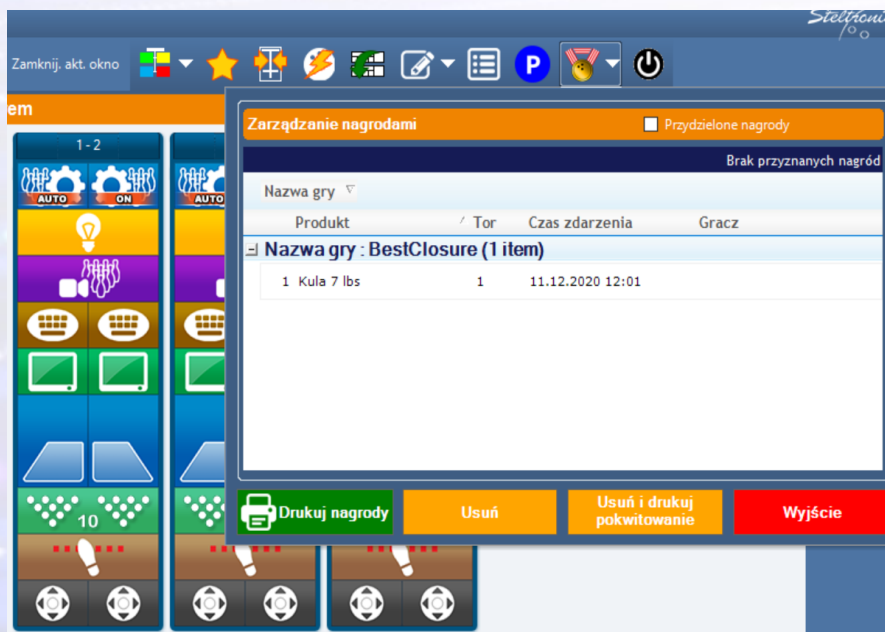 Steltronic
Zamknij. akt. okno
P
em
Zarządzanie nagrodami
Przydzielone nagrody
1 - 2
Brak przyznanych nagród
AUTO
ON
AUTO
Nazwa gry
Produkt Tor Czas zdarzenia Gracz
Nazwa gry : BestClosure (1 item)
1 Kula 7 lbs 1 11.12.2020 12:01
10
Drukuj nagrody
Usuń
Usuń i drukuj
pokwitowanie
Wyjście